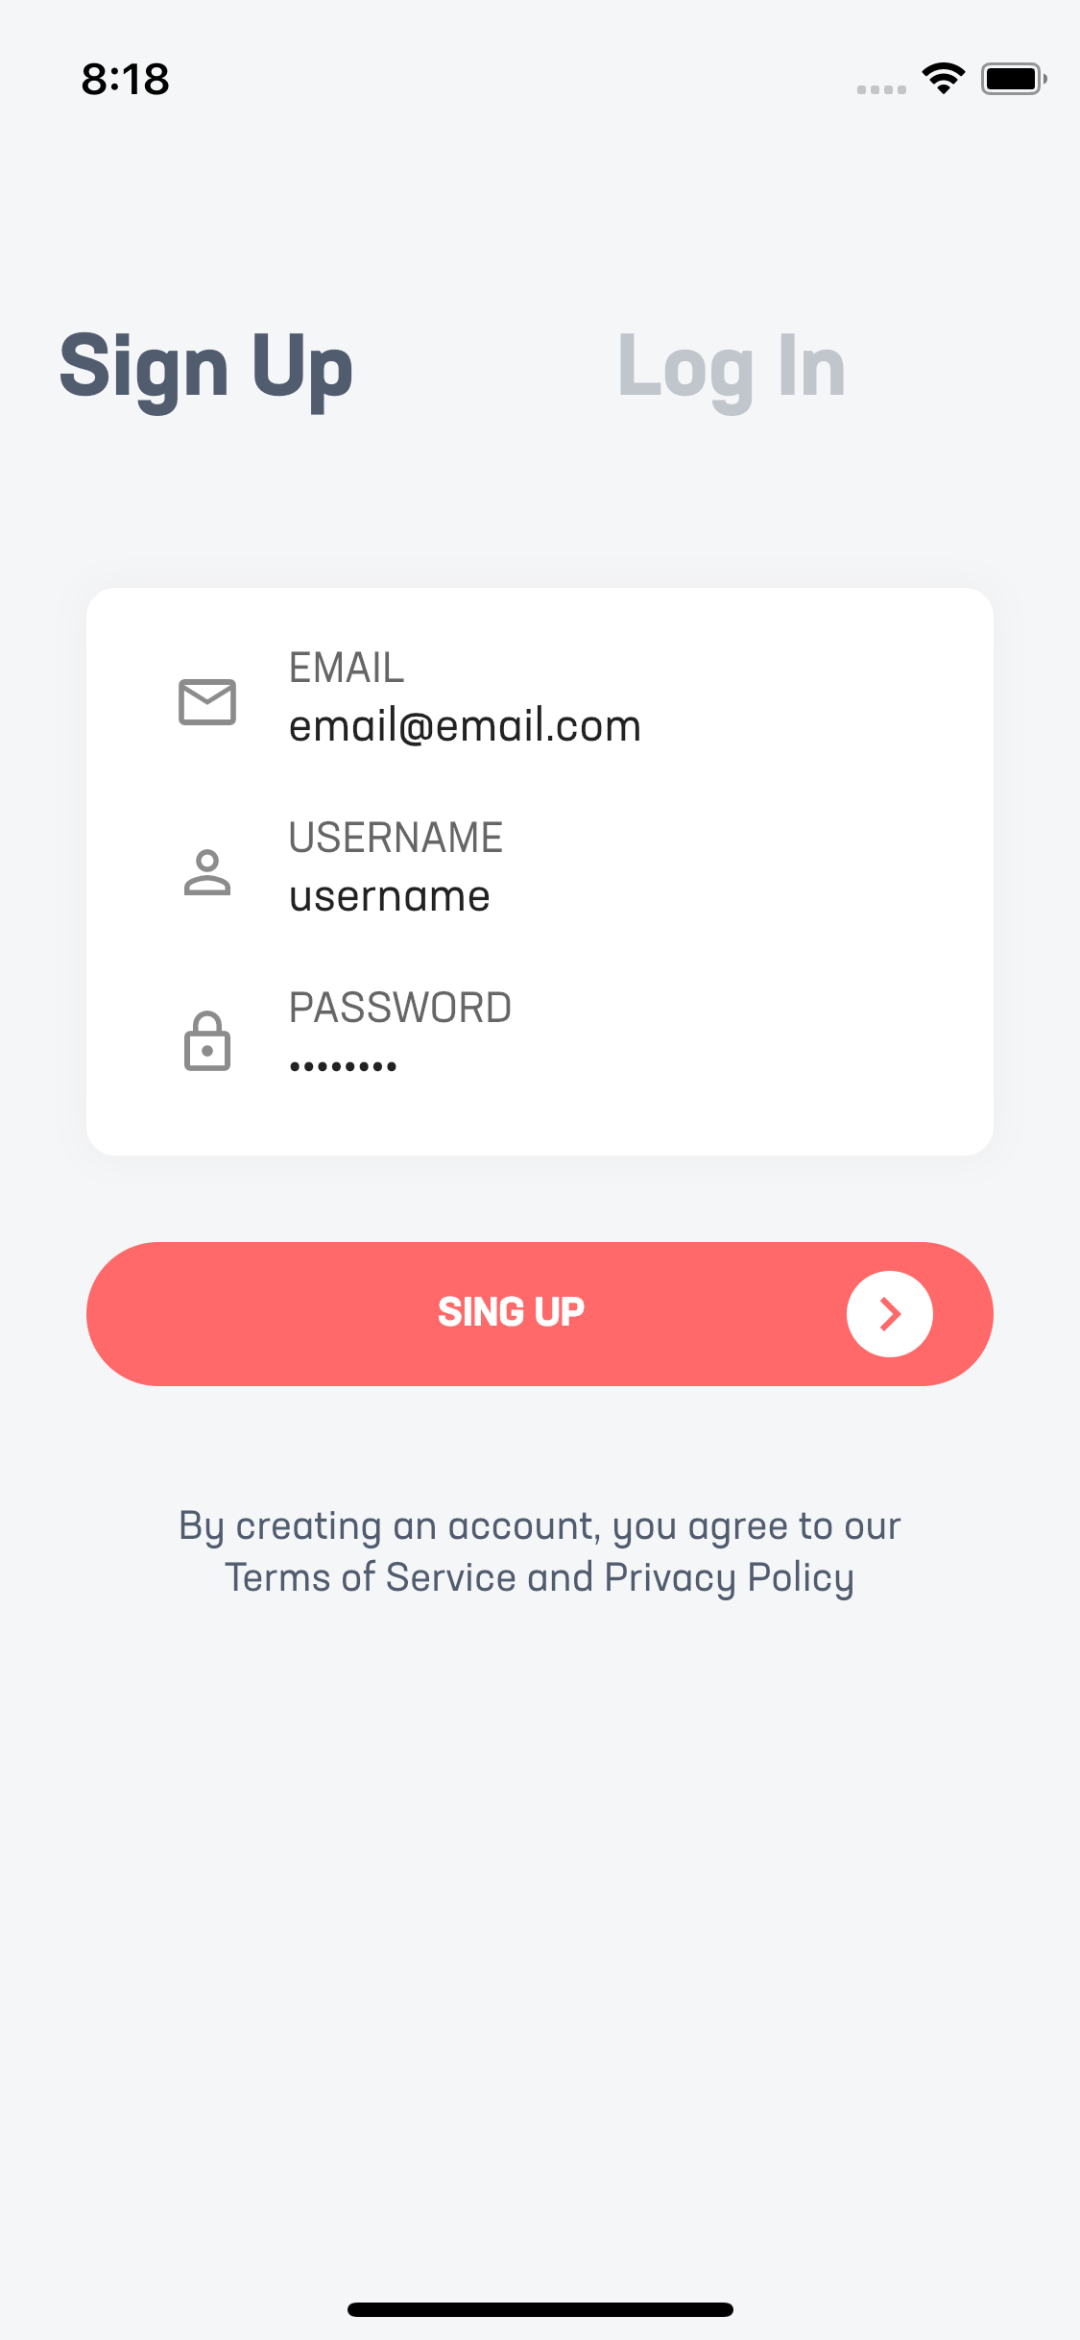 8:18
Sign Up
Log In
EMAIL
email@email.com
USERNAME
username
PASSWORD
••••••••
SING UP
By creating an account, you agree to our
Terms of Service and Privacy Policy